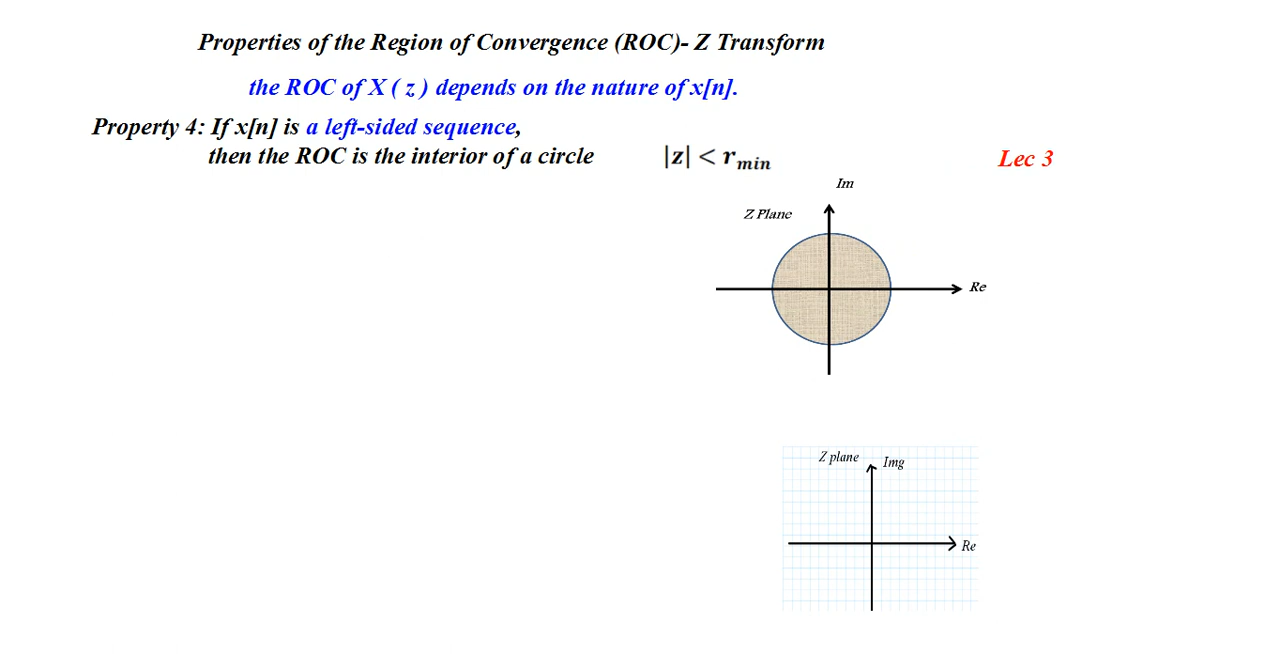 Properties of the Region of Convergence (ROC)- Z Transform
the ROC of X ( z ) depends on the nature of x[n].
Property 4: If x[n] is a left-sided sequence,
then the ROC is the interior of a circle |z| < r_min
Lec 3
Im
Z Plane
Re
Z plane
Img
Re